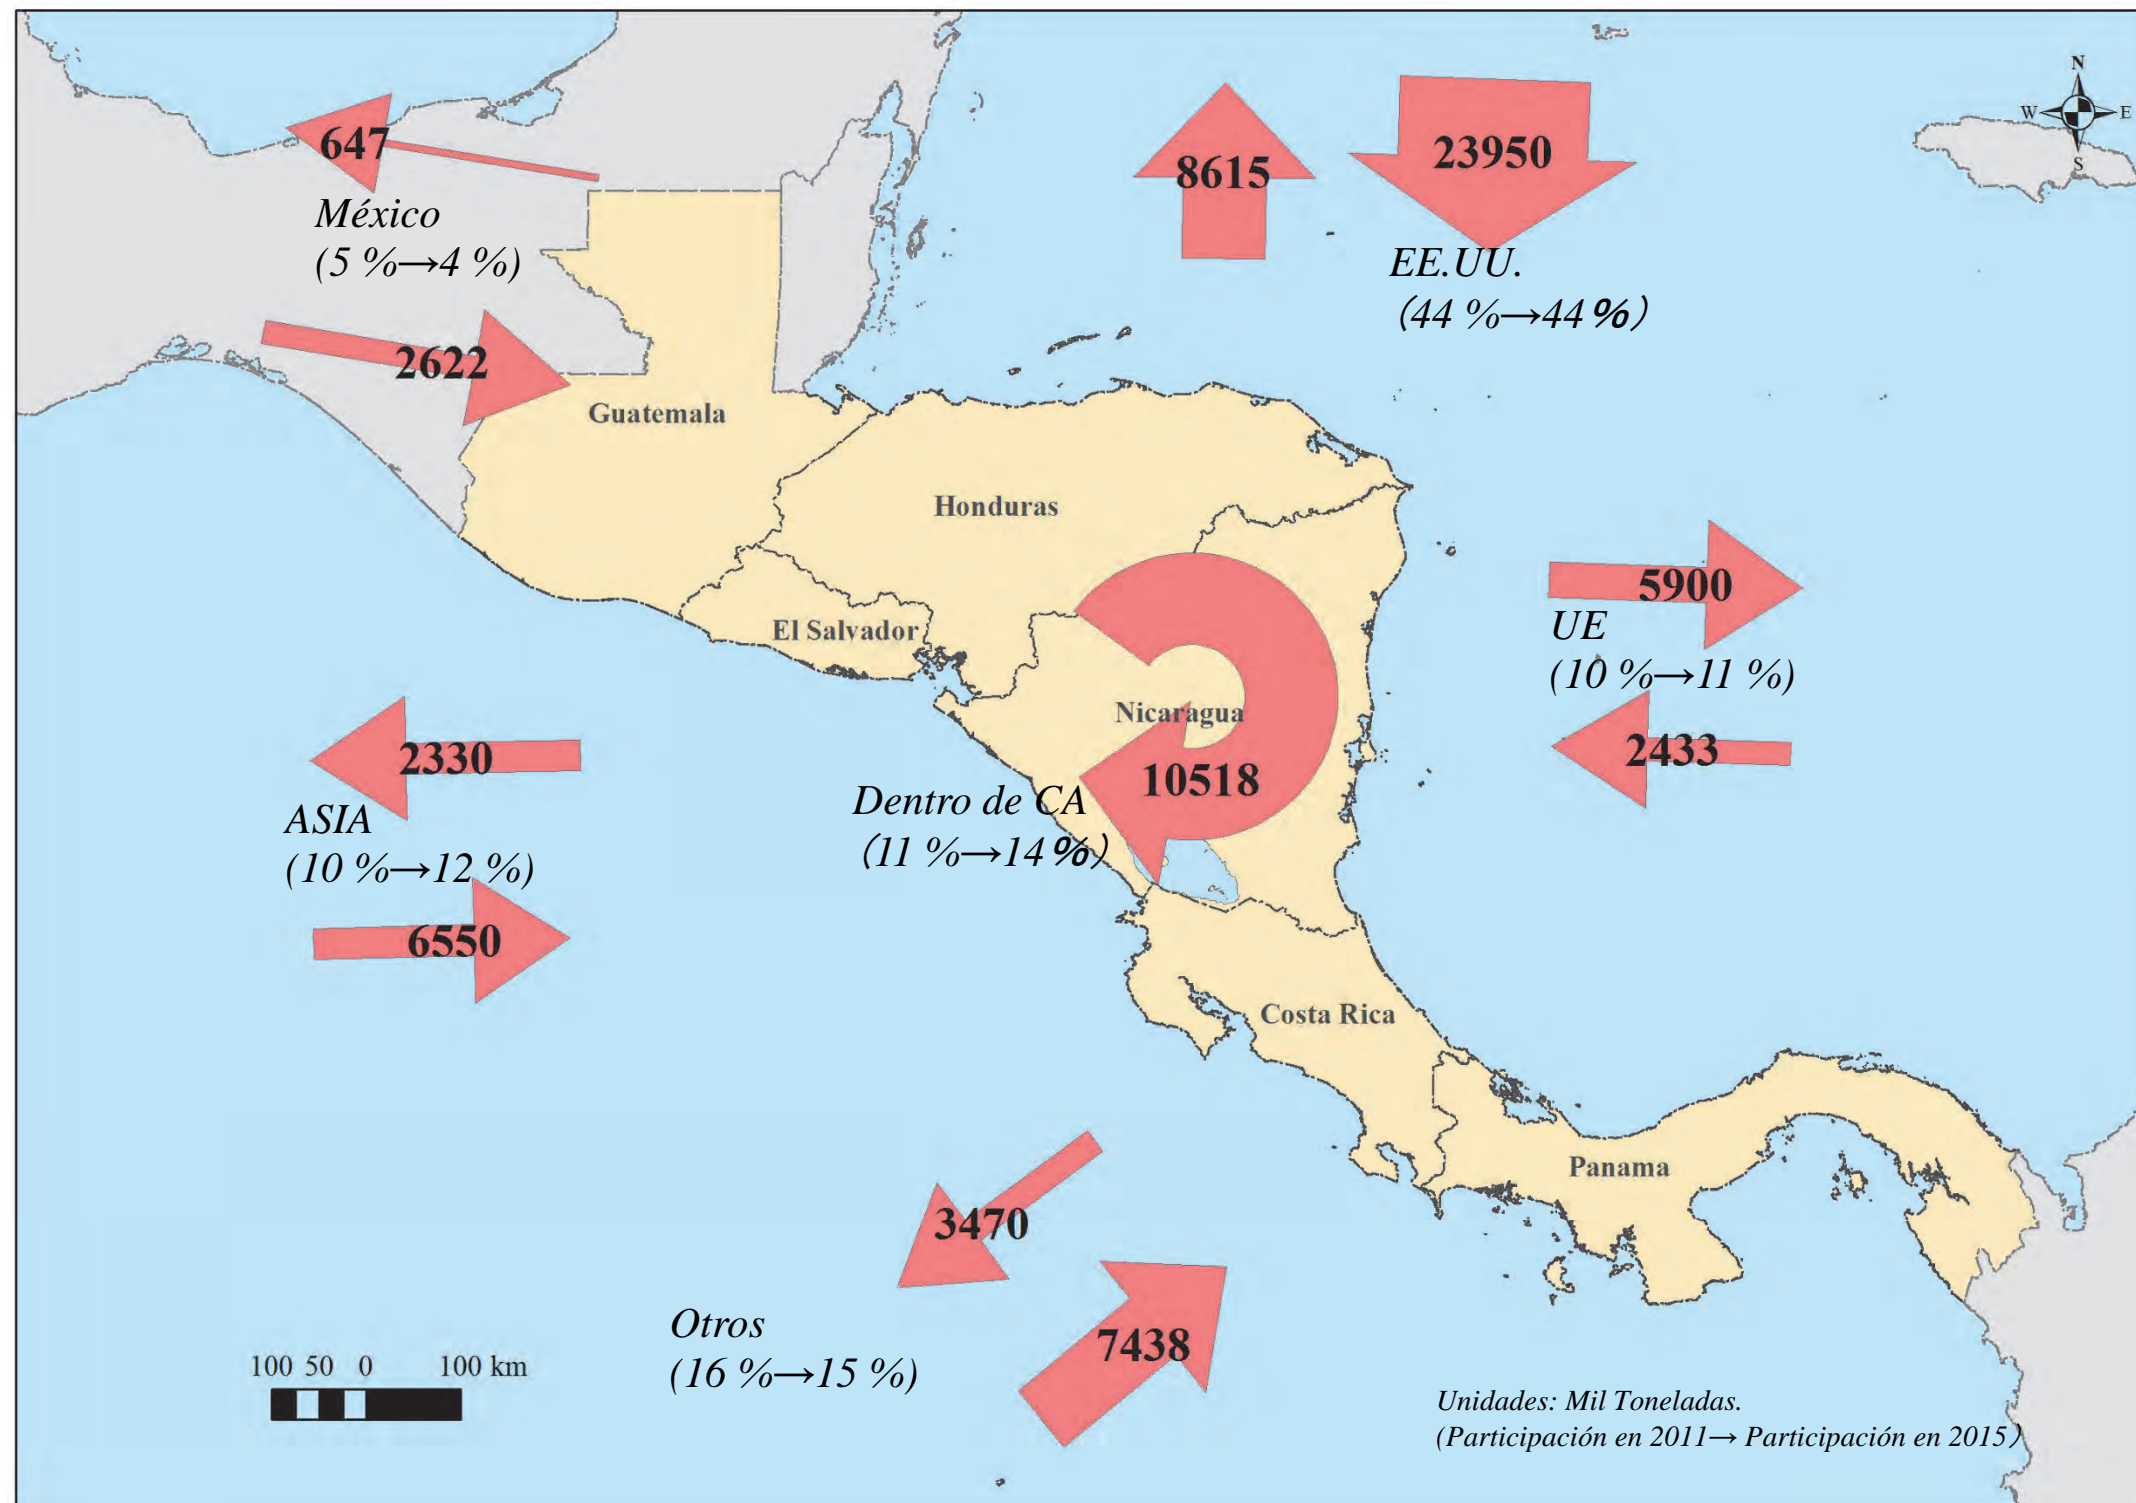 N
W
E
S
647
México
(5 %→4 %)
2622
8615
23950
EE.UU.
(44 %→44 %)
Guatemala
Honduras
El Salvador
Nicaragua
10518
Dentro de CA
(11 %→14 %)
5900
UE
(10 %→11 %)
2433
2330
ASIA
(10 %→12 %)
6550
Costa Rica
Panama
3470
Otros
(16 %→15 %)
7438
100 50 0 100 km
Unidades: Mil Toneladas.
(Participación en 2011→ Participación en 2015)